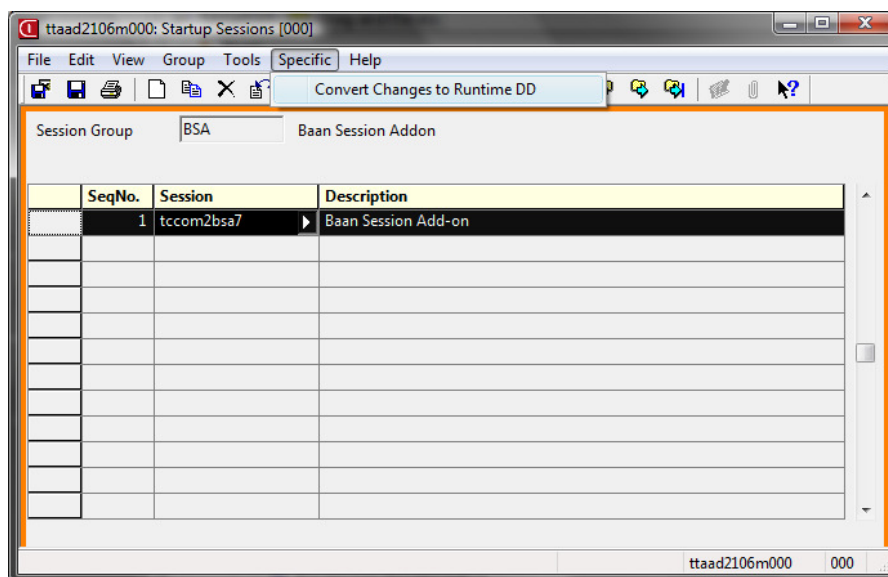 ttaad2106m000: Startup Sessions [000]
File Edit View Group Tools Specific Help
Convert Changes to Runtime DD
Session Group BSA Baan Session Addon
SeqNo. Session Description
1 tccom2bsa7 Baan Session Add-on
ttaad2106m000 000